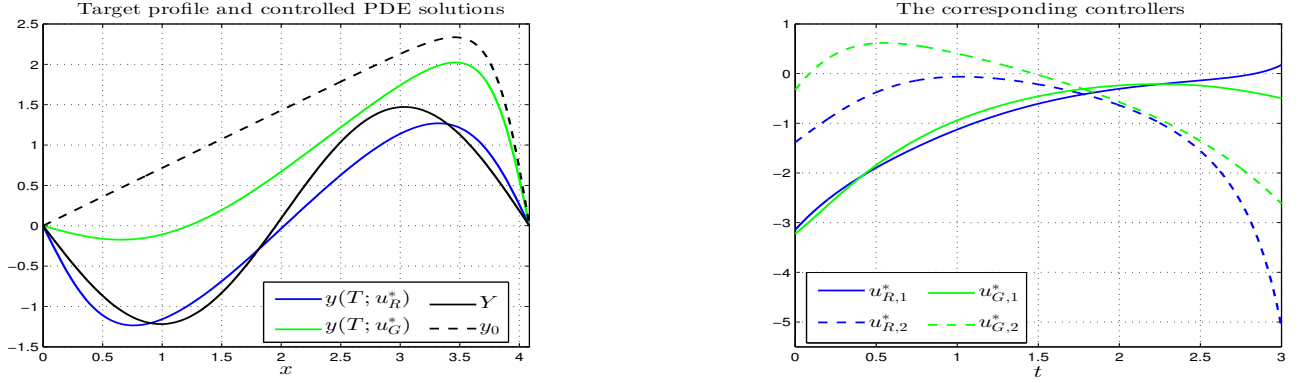 Target profile and controlled PDE solutions
2.5
2
1.5
1
0.5
0
−0.5
−1
−1.5
0 0.5 1 1.5 2 2.5 3 3.5 4
x
y(T; u*_R) Y
y(T; u*_G) y_0
The corresponding controllers
1
0
−1
−2
−3
−4
−5
0 0.5 1 1.5 2 2.5 3
t
u*_{R,1} u*_{G,1}
u*_{R,2} u*_{G,2}